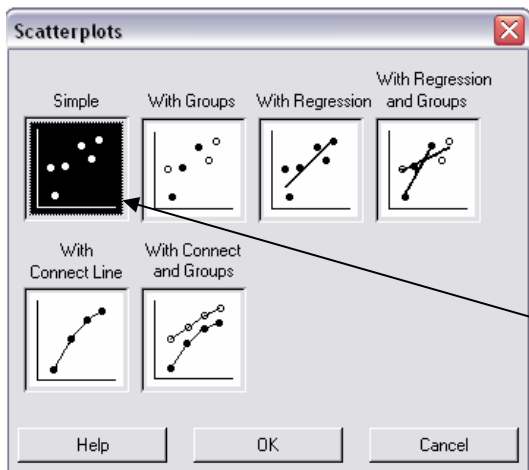 Scatterplots
Simple
With Groups
With Regression
With Regression
and Groups
With
Connect Line
With Connect
and Groups
Help
OK
Cancel